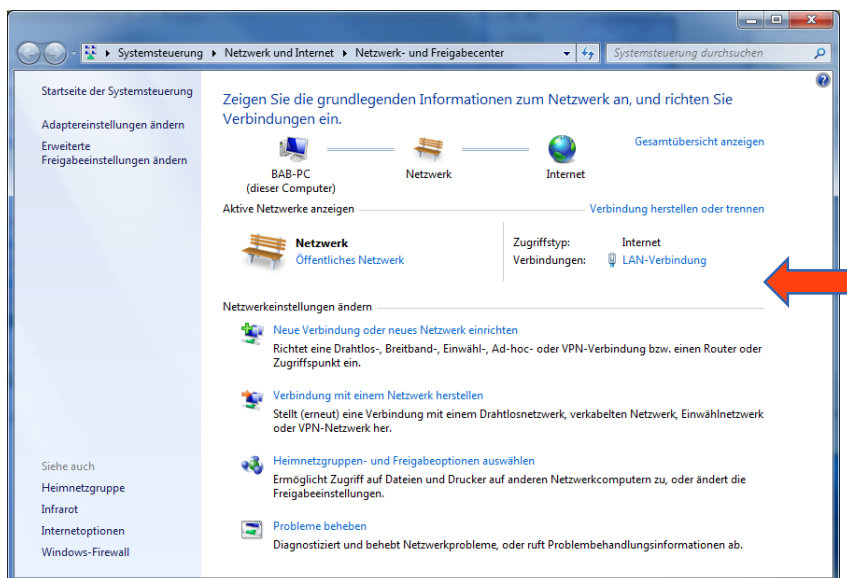 Systemsteuerung Netzwerk und Internet Netzwerk- und Freigabecenter
Systemsteuerung durchsuchen
Startseite der Systemsteuerung
Adaptereinstellungen ändern
Erweiterte
Freigabeeinstellungen ändern
Zeigen Sie die grundlegenden Informationen zum Netzwerk an, und richten Sie
Verbindungen ein.
Gesamtübersicht anzeigen
BAB-PC
(dieser Computer)
Netzwerk
Internet
Aktive Netzwerke anzeigen
Verbindung herstellen oder trennen
Netzwerk
Öffentliches Netzwerk
Zugriffstyp: Internet
Verbindungen: LAN-Verbindung
Netzwerkeinstellungen ändern
Neue Verbindung oder neues Netzwerk einrichten
Richtet eine Drahtlos-, Breitband-, Einwähl-, Ad-hoc- oder VPN-Verbindung bzw. einen Router oder
Zugriffspunkt ein.
Verbindung mit einem Netzwerk herstellen
Stellt (erneut) eine Verbindung mit einem Drahtlosnetzwerk, verkabelten Netzwerk, Einwählnetzwerk
oder VPN-Netzwerk her.
Heimnetzgruppen- und Freigabeoptionen auswählen
Ermöglicht Zugriff auf Dateien und Drucker auf anderen Netzwerkcomputern zu, oder ändert die
Freigabeeinstellungen.
Probleme beheben
Diagnostiziert und behebt Netzwerkprobleme, oder ruft Problembehandlungsinformationen ab.
Siehe auch
Heimnetzgruppe
Infrarot
Internetoptionen
Windows-Firewall